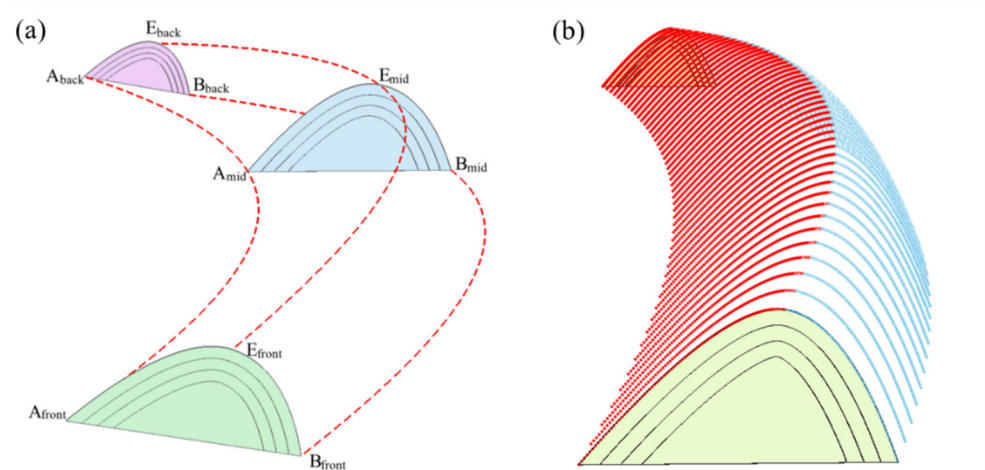 (a)
E_back
A_back
B_back
E_mid
A_mid
B_mid
E_front
A_front
B_front
(b)